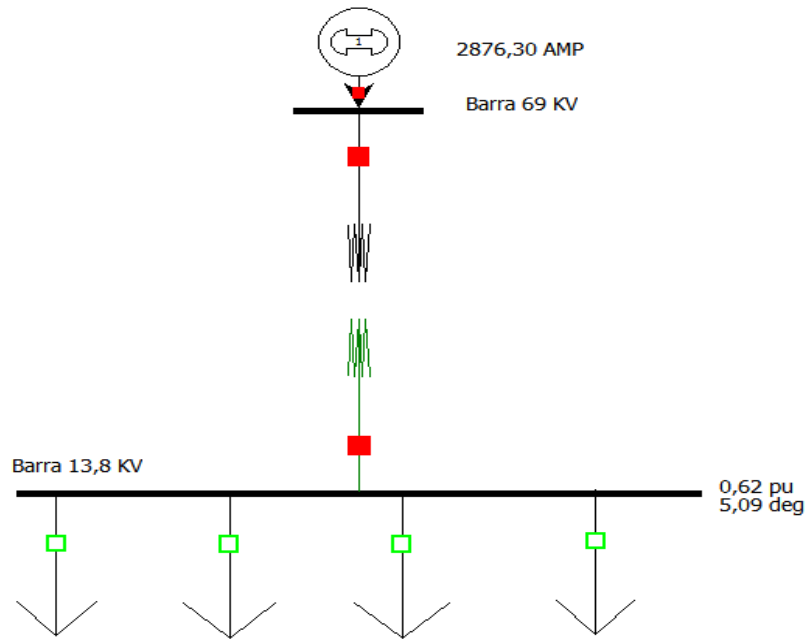 1
2876,30 AMP
Barra 69 KV
Barra 13,8 KV
0,62 pu
5,09 deg